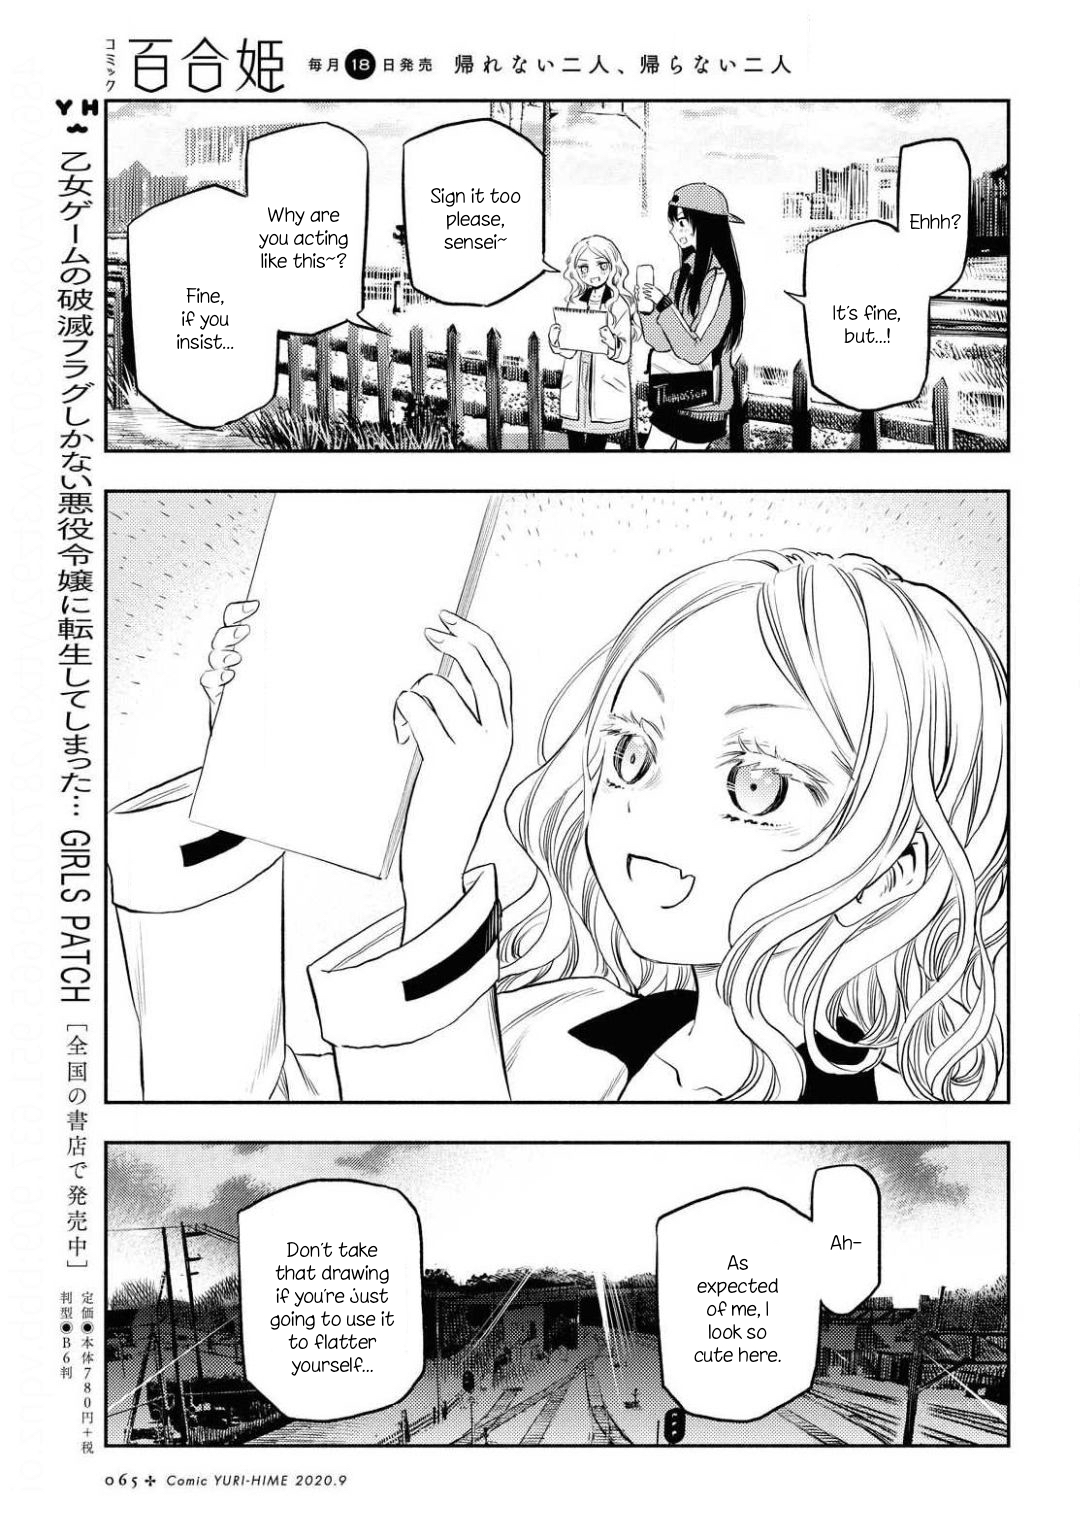 コミック
百合姫
毎月18日発売
帰れない二人、帰らない二人
YH
乙女ゲームの破滅フラグしかない悪役令嬢に転生してしまった… GIRLS PATCH [全国の書店で発売中]
定価◉本体780円+税
判型◉B6判
Ehhh?
It's fine,
but...!
Sign it too
please,
sensei~
Why are
you acting
like this~?
Fine,
if you
insist...
Ah-
As
expected
of me, I
look so
cute here.
Don't take
that drawing
if you're just
going to use it
to flatter
yourself...
065 Comic YURI-HIME 2020.9